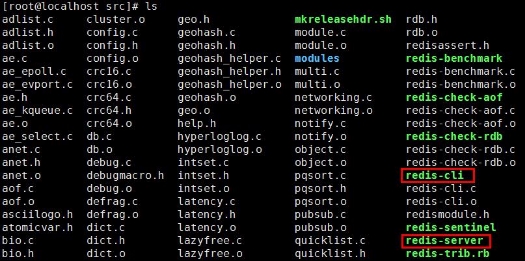 [root@localhost src]# ls
adlist.c cluster.o geo.h mkreleasehdr.sh rdb.h
adlist.h config.c geohash.c module.c rdb.o
adlist.o config.h geohash.h module.o redisassert.h
ae.c config.o geohash_helper.c modules redis-benchmark
ae_epoll.c crc16.c geohash_helper.h multi.c redis-benchmark.c
ae_evport.c crc16.o geohash_helper.o multi.o redis-benchmark.o
ae.h crc64.c geohash.o networking.c redis-check-aof
ae_kqueue.c crc64.h geo.o networking.o redis-check-aof.c
ae.o crc64.o help.h notify.c redis-check-aof.o
ae_select.c db.c hyperloglog.c notify.o redis-check-rdb
anet.c db.o hyperloglog.o object.c redis-check-rdb.c
anet.h debug.c intset.c object.o redis-check-rdb.o
anet.o debugmacro.h intset.h pqsort.c redis-cli
aof.c debug.o intset.o pqsort.h redis-cli.c
aof.o defrag.c latency.c pqsort.o redis-cli.o
asciilogo.h defrag.o latency.h pubsub.c redismodule.h
atomicvar.h dict.c latency.o pubsub.o redis-sentinel
bio.c dict.h lazyfree.c quicklist.c redis-server
bio.h dict.o lazyfree.o quicklist.h redis-trib.rb